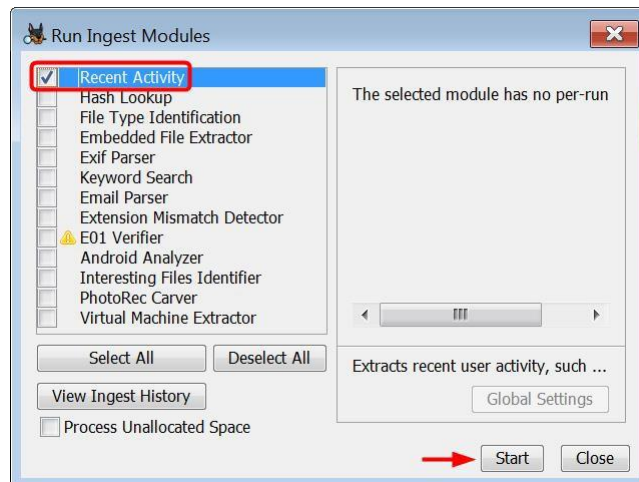 Run Ingest Modules
Recent Activity
Hash Lookup
File Type Identification
Embedded File Extractor
Exif Parser
Keyword Search
Email Parser
Extension Mismatch Detector
E01 Verifier
Android Analyzer
Interesting Files Identifier
PhotoRec Carver
Virtual Machine Extractor
The selected module has no per-run
Select All
Deselect All
Extracts recent user activity, such ...
View Ingest History
Global Settings
Process Unallocated Space
Start
Close